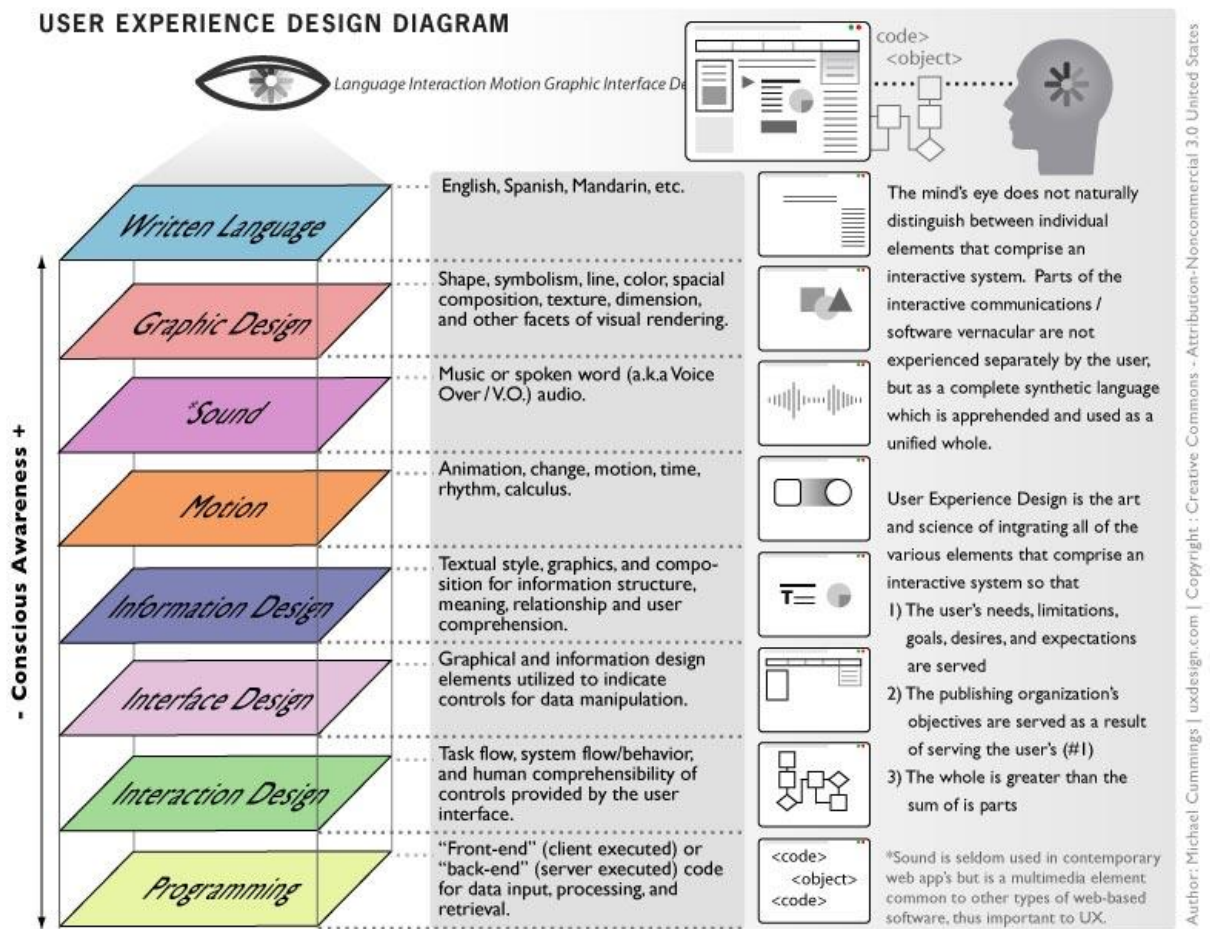 USER EXPERIENCE DESIGN DIAGRAM
Language Interaction Motion Graphic Interface De
code>
<object>
Written Language
English, Spanish, Mandarin, etc.
Graphic Design
Shape, symbolism, line, color, spacial
composition, texture, dimension,
and other facets of visual rendering.
*Sound
Music or spoken word (a.k.a Voice
Over / V.O.) audio.
Motion
Animation, change, motion, time,
rhythm, calculus.
Information Design
Textual style, graphics, and compo-
sition for information structure,
meaning, relationship and user
comprehension.
T
Interface Design
Graphical and information design
elements utilized to indicate
controls for data manipulation.
Interaction Design
Task flow, system flow/behavior,
and human comprehensibility of
controls provided by the user
interface.
Programming
“Front-end” (client executed) or
“back-end” (server executed) code
for data input, processing, and
retrieval.
<code>
<object>
<code>
- Conscious Awareness +
The mind’s eye does not naturally
distinguish between individual
elements that comprise an
interactive system. Parts of the
interactive communications /
software vernacular are not
experienced separately by the user,
but as a complete synthetic language
which is apprehended and used as a
unified whole.
User Experience Design is the art
and science of intgrating all of the
various elements that comprise an
interactive system so that
1) The user’s needs, limitations,
goals, desires, and expectations
are served
2) The publishing organization’s
objectives are served as a result
of serving the user’s (#1)
3) The whole is greater than the
sum of is parts
*Sound is seldom used in contemporary
web app’s but is a multimedia element
common to other types of web-based
software, thus important to UX.
Author: Michael Cummings | uxdesign.com | Copyright : Creative Commons - Attribution-Noncommercial 3.0 United States